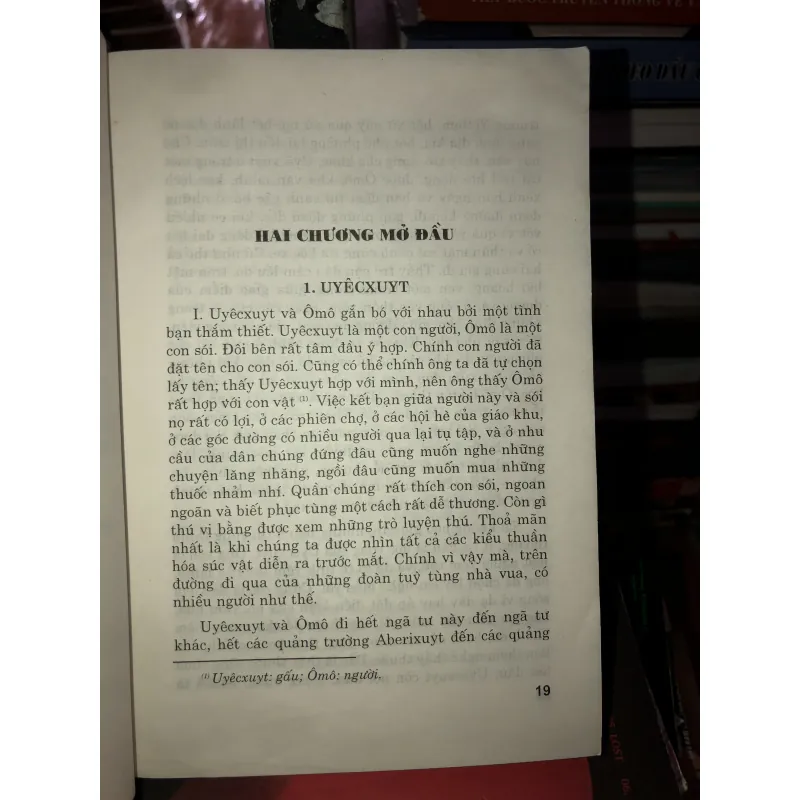 HAI CHƯƠNG MỞ ĐẦU
1. UYÊCXUYT
I. Uyêcxuyt và Ômô gắn bó với nhau bởi một tình
bạn thắm thiết. Uyêcxuyt là một con người, Ômô là một
con sói. Đôi bên rất tâm đầu ý hợp. Chính con người đã
đặt tên cho con sói. Cũng có thể chính ông ta đã tự chọn
lấy tên; thấy Uyêcxuyt hợp với mình, nên ông thấy Ômô
rất hợp với con vật (1). Việc kết bạn giữa người này và sói
nọ rất có lợi, ở các phiên chợ, ở các hội hè của giáo khu,
ở các góc đường có nhiều người qua lại tụ tập, và ở nhu
cầu của dân chúng đứng đâu cũng muốn nghe những
chuyện lăng nhăng, ngồi đâu cũng muốn mua những
thuốc nhảm nhí. Quần chúng rất thích con sói, ngoan
ngoãn và biết phục tùng một cách rất dễ thương. Còn gì
thú vị bằng được xem những trò luyện thú. Thoả mãn
nhất là khi chúng ta được nhìn tất cả các kiểu thuần
hóa súc vật diễn ra trước mắt. Chính vì vậy mà, trên
đường đi qua của những đoàn tuỳ tùng nhà vua, có
nhiều người như thế.
Uyêcxuyt và Ômô đi hết ngã tư này đến ngã tư
khác, hết các quảng trường Aberixuyt đến các quảng
(1) Uyêcxuyt: gấu; Ômô: người.
19